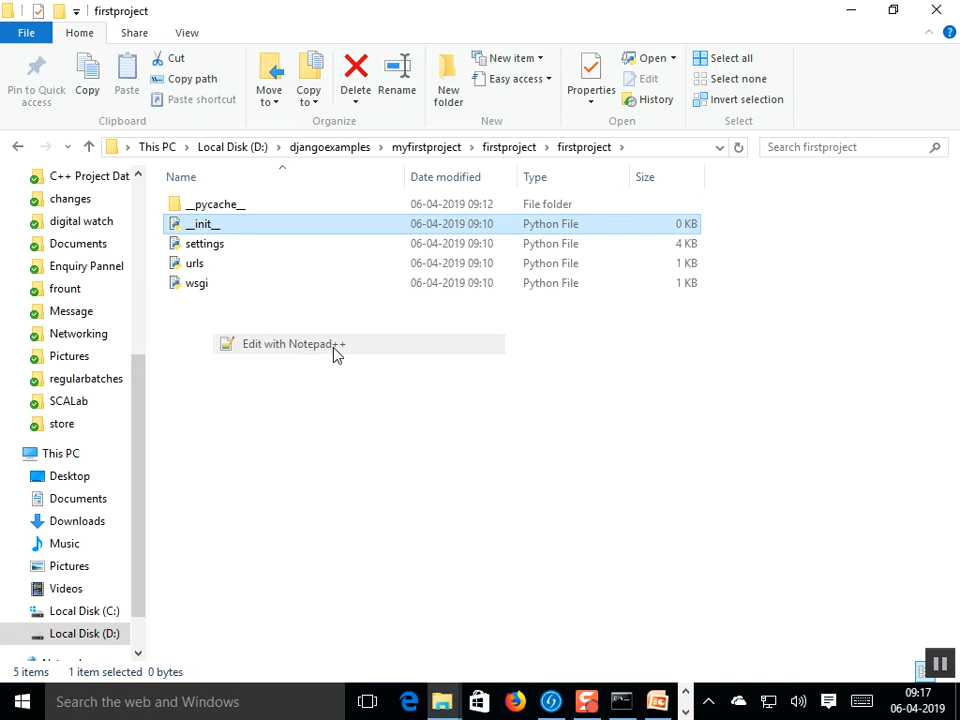 firstproject
File Home Share View
Pin to Quick access
Copy
Paste
Cut
Copy path
Paste shortcut
Clipboard
Move to
Copy to
Delete
Rename
Organize
New folder
New item
Easy access
New
Properties
Open
Edit
History
Open
Select all
Select none
Invert selection
Select
This PC Local Disk (D:) djangoexamples myfirstproject firstproject firstproject
Search firstproject
C++ Project Dat
changes
digital watch
Documents
Enquiry Pannel
frount
Message
Networking
Pictures
regularbatches
SCALab
store
This PC
Desktop
Documents
Downloads
Music
Pictures
Videos
Local Disk (C:)
Local Disk (D:)
Name Date modified Type Size
__pycache__ 06-04-2019 09:12 File folder
__init__ 06-04-2019 09:10 Python File 0 KB
settings 06-04-2019 09:10 Python File 4 KB
urls 06-04-2019 09:10 Python File 1 KB
wsgi 06-04-2019 09:10 Python File 1 KB
Edit with Notepad++
5 items 1 item selected 0 bytes
Search the web and Windows
09:17
06-04-2019